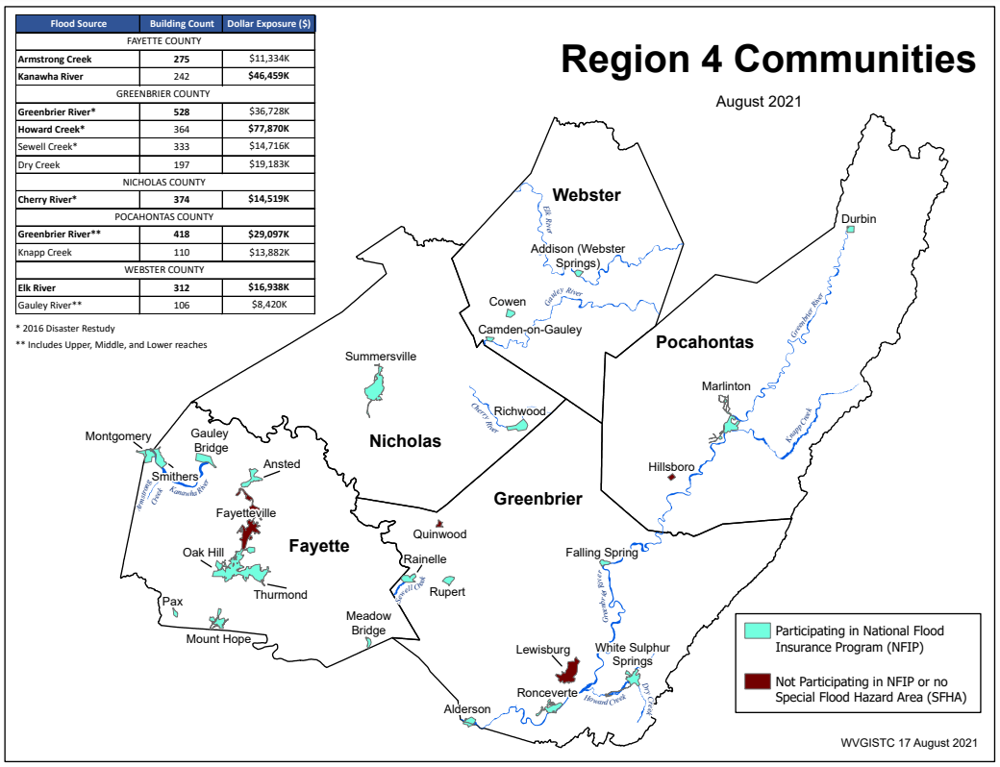 Flood Source Building Count Dollar Exposure ($)
FAYETTE COUNTY
Armstrong Creek 275 $11,334K
Kanawha River 242 $46,459K
GREENBRIER COUNTY
Greenbrier River* 528 $36,728K
Howard Creek* 364 $77,870K
Sewell Creek* 333 $14,716K
Dry Creek 197 $19,183K
NICHOLAS COUNTY
Cherry River* 374 $14,519K
POCAHONTAS COUNTY
Greenbrier River** 418 $29,097K
Knapp Creek 110 $13,882K
WEBSTER COUNTY
Elk River 312 $16,938K
Gauley River** 106 $8,420K
* 2016 Disaster Restudy
** Includes Upper, Middle, and Lower reaches
Region 4 Communities
August 2021
Webster
Elk River
Addison (Webster
Springs)
Gauley River
Cowen
Camden-on-Gauley
Durbin
Greenbrier River
Pocahontas
Marlinton
Knapp Creek
Hillsboro
Summersville
Richwood
Cherry River
Nicholas
Montgomery
Gauley
Bridge
Smithers
Armstrong
Creek
Kanawha River
Ansted
Fayetteville
Fayette
Oak Hill
Thurmond
Pax
Mount Hope
Meadow
Bridge
Greenbrier
Quinwood
Rainelle
Sewell Creek
Rupert
Falling Spring
Greenbrier River
Lewisburg
White Sulphur
Springs
Ronceverte
Howard Creek
Dry Creek
Alderson
Participating in National Flood
Insurance Program (NFIP)
Not Participating in NFIP or no
Special Flood Hazard Area (SFHA)
WVGISTC 17 August 2021